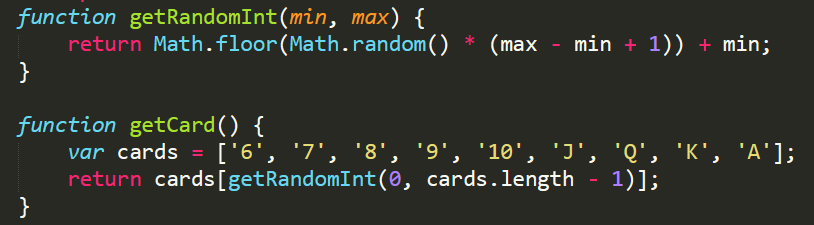 function getRandomInt(min, max) {
    return Math.floor(Math.random() * (max - min + 1)) + min;
}

function getCard() {
    var cards = ['6', '7', '8', '9', '10', 'J', 'Q', 'K', 'A'];
    return cards[getRandomInt(0, cards.length - 1)];
}